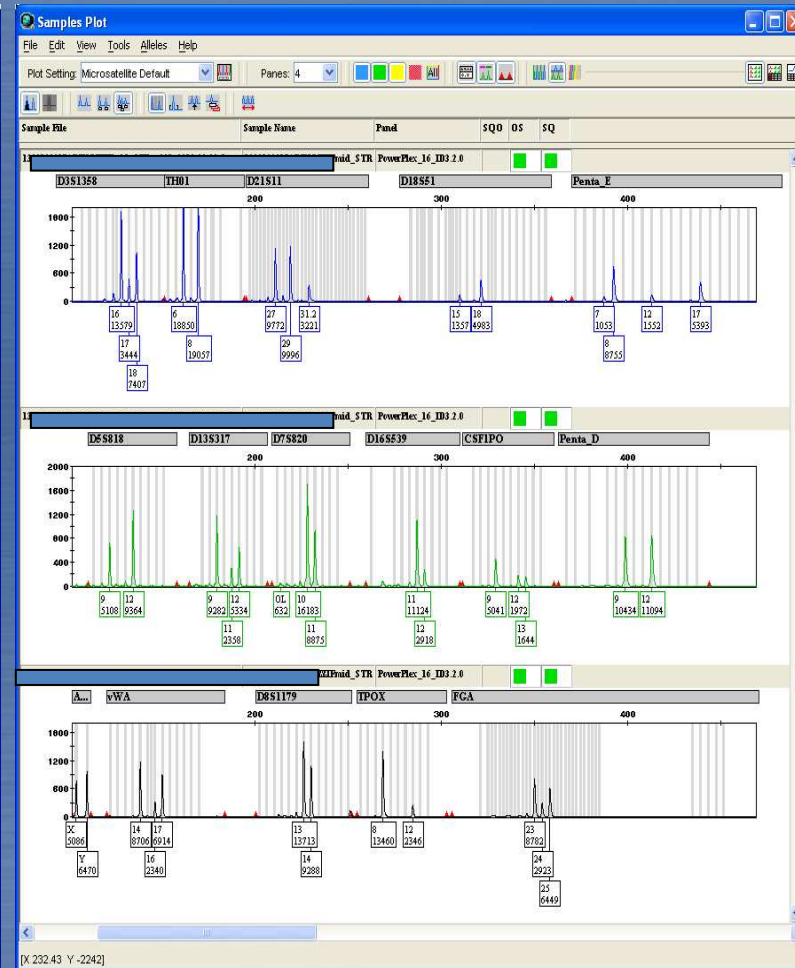 Samples Plot
File Edit View Tools Alleles Help
Plot Setting: Microsatellite Default Panes: 4 All
Sample File Sample Name Panel SQO OS SQ
mid_STR PowerPlex_16_ID3.2.0
D3S1358 TH01 D21S11 D18S51 Penta_E
200 300 400
1800
1200
600
0
16 6 27 31.2 15 18 7 12 17
13579 18850 9772 3221 1357 4983 1053 1552 5393
17 8 29 8
3444 19057 9996 8755
18
7407
mid_STR PowerPlex_16_ID3.2.0
D5S818 D13S317 D7S820 D16S539 CSF1PO Penta_D
200 300 400
2000
1600
1200
800
400
0
9 12 9 12 OL 10 11 9 12 9 12
5108 9364 9282 5334 632 16183 11124 5041 1972 10434 11094
11 11 12 13
2358 8875 2918 1644
mid_STR PowerPlex_16_ID3.2.0
A... vWA D8S1179 TPOX FGA
200 300 400
1800
1200
600
0
X 14 17 13 8 12 23
5086 8706 6914 13713 13460 2346 8782
Y 16 14 24
6470 2340 9288 2923
25
6449
[X 232.43 Y -2242]